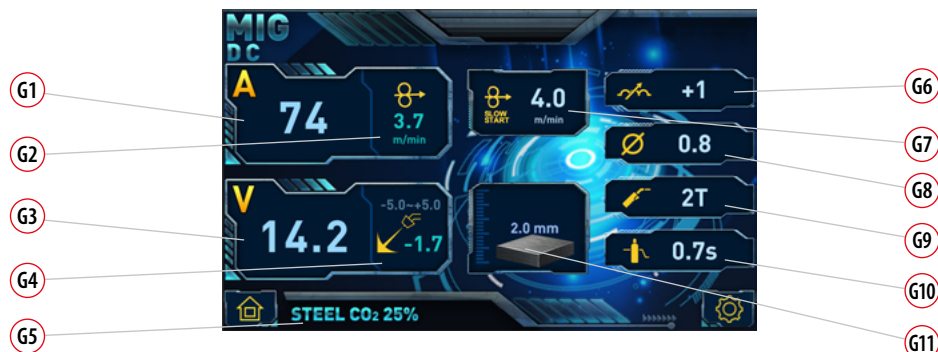 MIG
DC
G1
A
74
3.7
m/min
G2
SLOW
START
4.0
m/min
+1
G6
G7
0.8
G8
G3
V
14.2
-5.0~+5.0
-1.7
G4
2.0 mm
2T
G9
0.7s
G10
G5
STEEL CO₂ 25%
G11